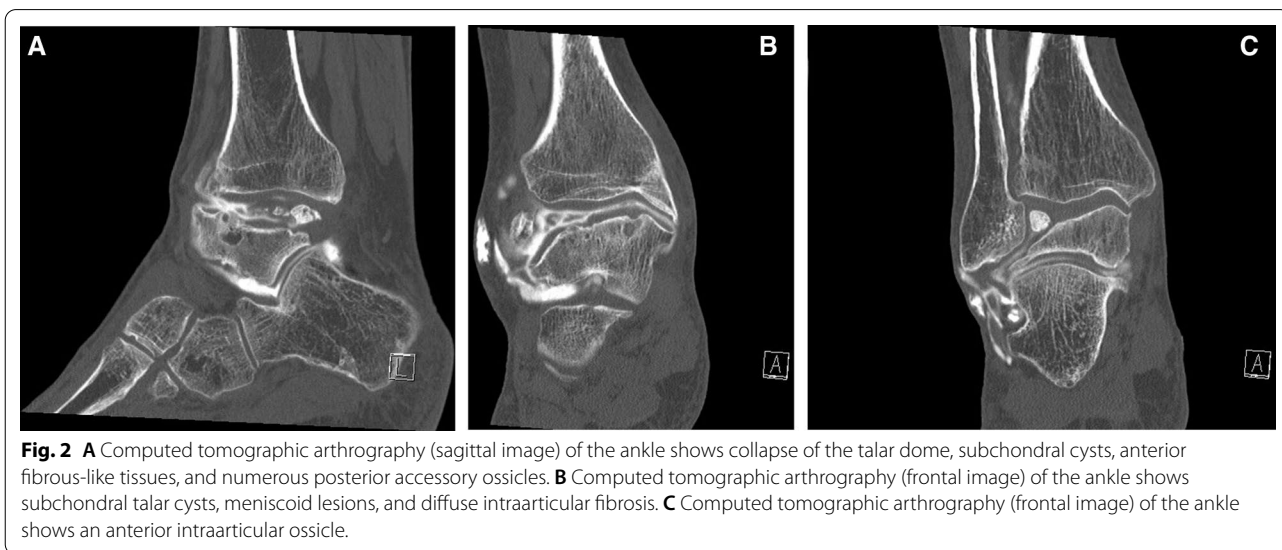 A
B
C
L
A
A
Fig. 2 A Computed tomographic arthrography (sagittal image) of the ankle shows collapse of the talar dome, subchondral cysts, anterior
fibrous-like tissues, and numerous posterior accessory ossicles. B Computed tomographic arthrography (frontal image) of the ankle shows
subchondral talar cysts, meniscoid lesions, and diffuse intraarticular fibrosis. C Computed tomographic arthrography (frontal image) of the ankle
shows an anterior intraarticular ossicle.